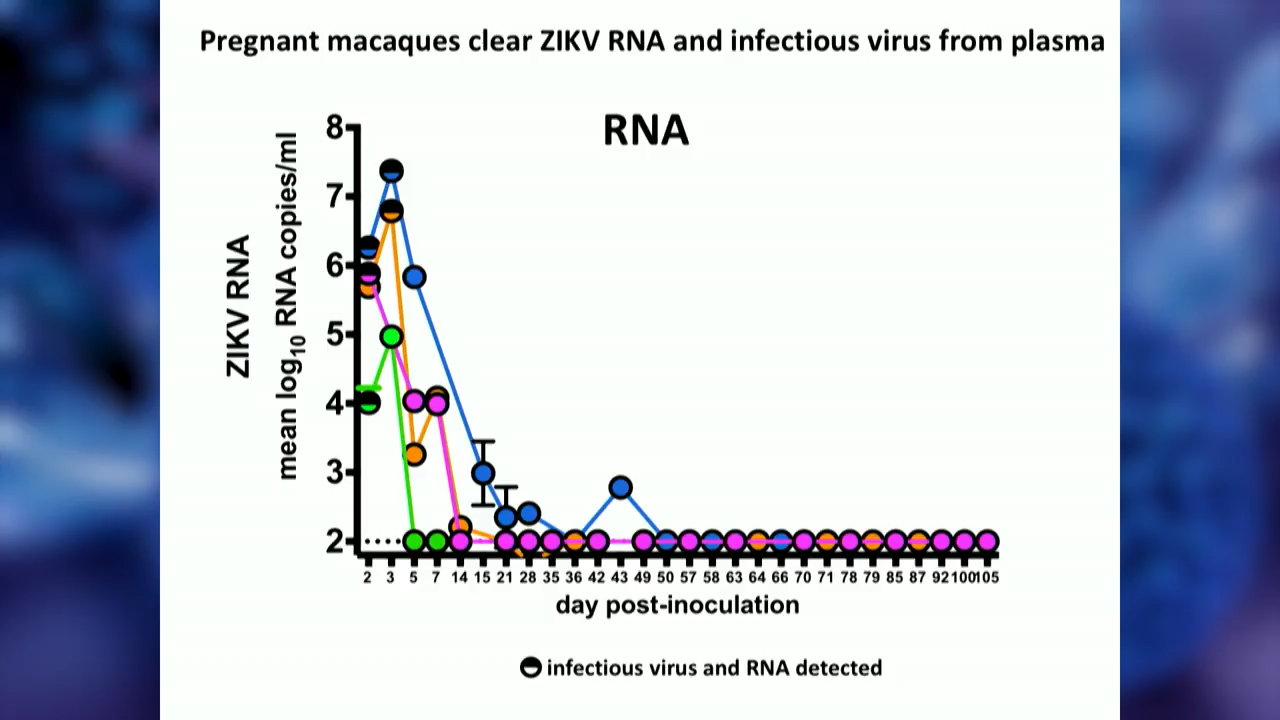 Pregnant macaques clear ZIKV RNA and infectious virus from plasma
RNA
ZIKV RNA
mean log10 RNA copies/ml
8
7
6
5
4
3
2
2 3 5 7 14 15 21 28 35 36 42 43 49 50 57 58 63 64 66 70 71 78 79 85 87 92 100 105
day post-inoculation
infectious virus and RNA detected